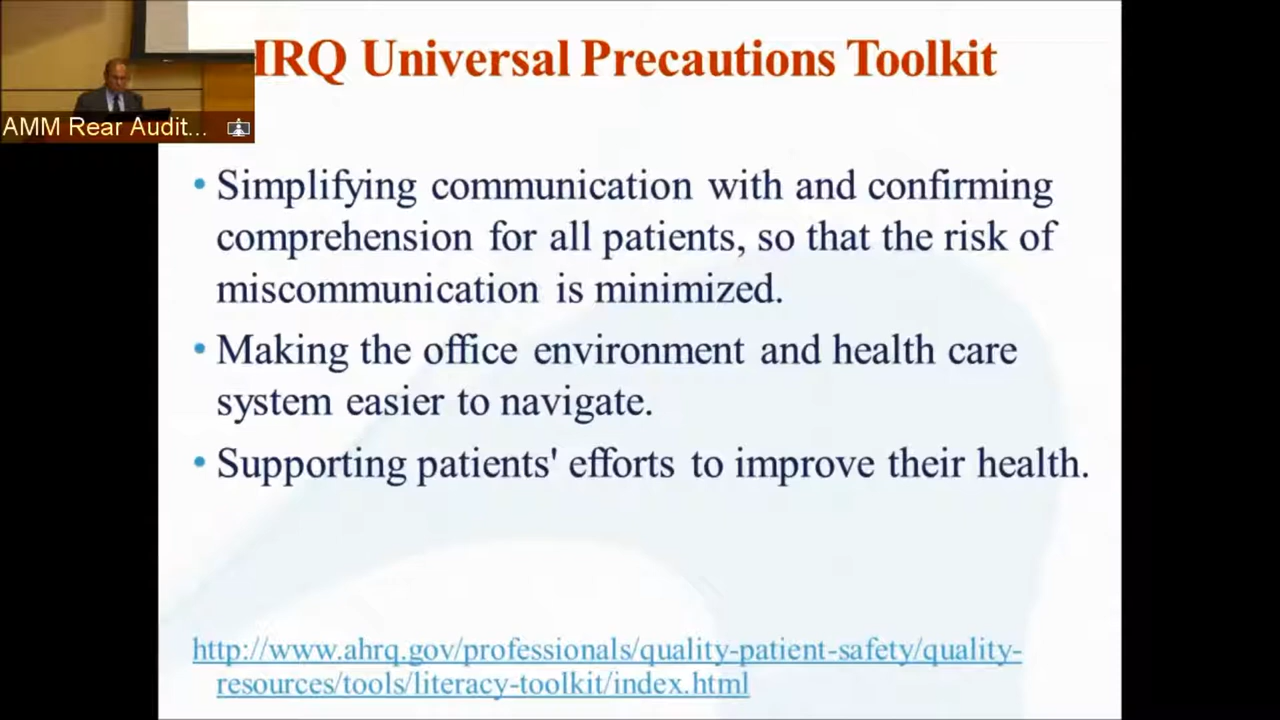 HRQ Universal Precautions Toolkit
AMM Rear Audit...
• Simplifying communication with and confirming
comprehension for all patients, so that the risk of
miscommunication is minimized.
• Making the office environment and health care
system easier to navigate.
• Supporting patients' efforts to improve their health.
http://www.ahrq.gov/professionals/quality-patient-safety/quality-
resources/tools/literacy-toolkit/index.html